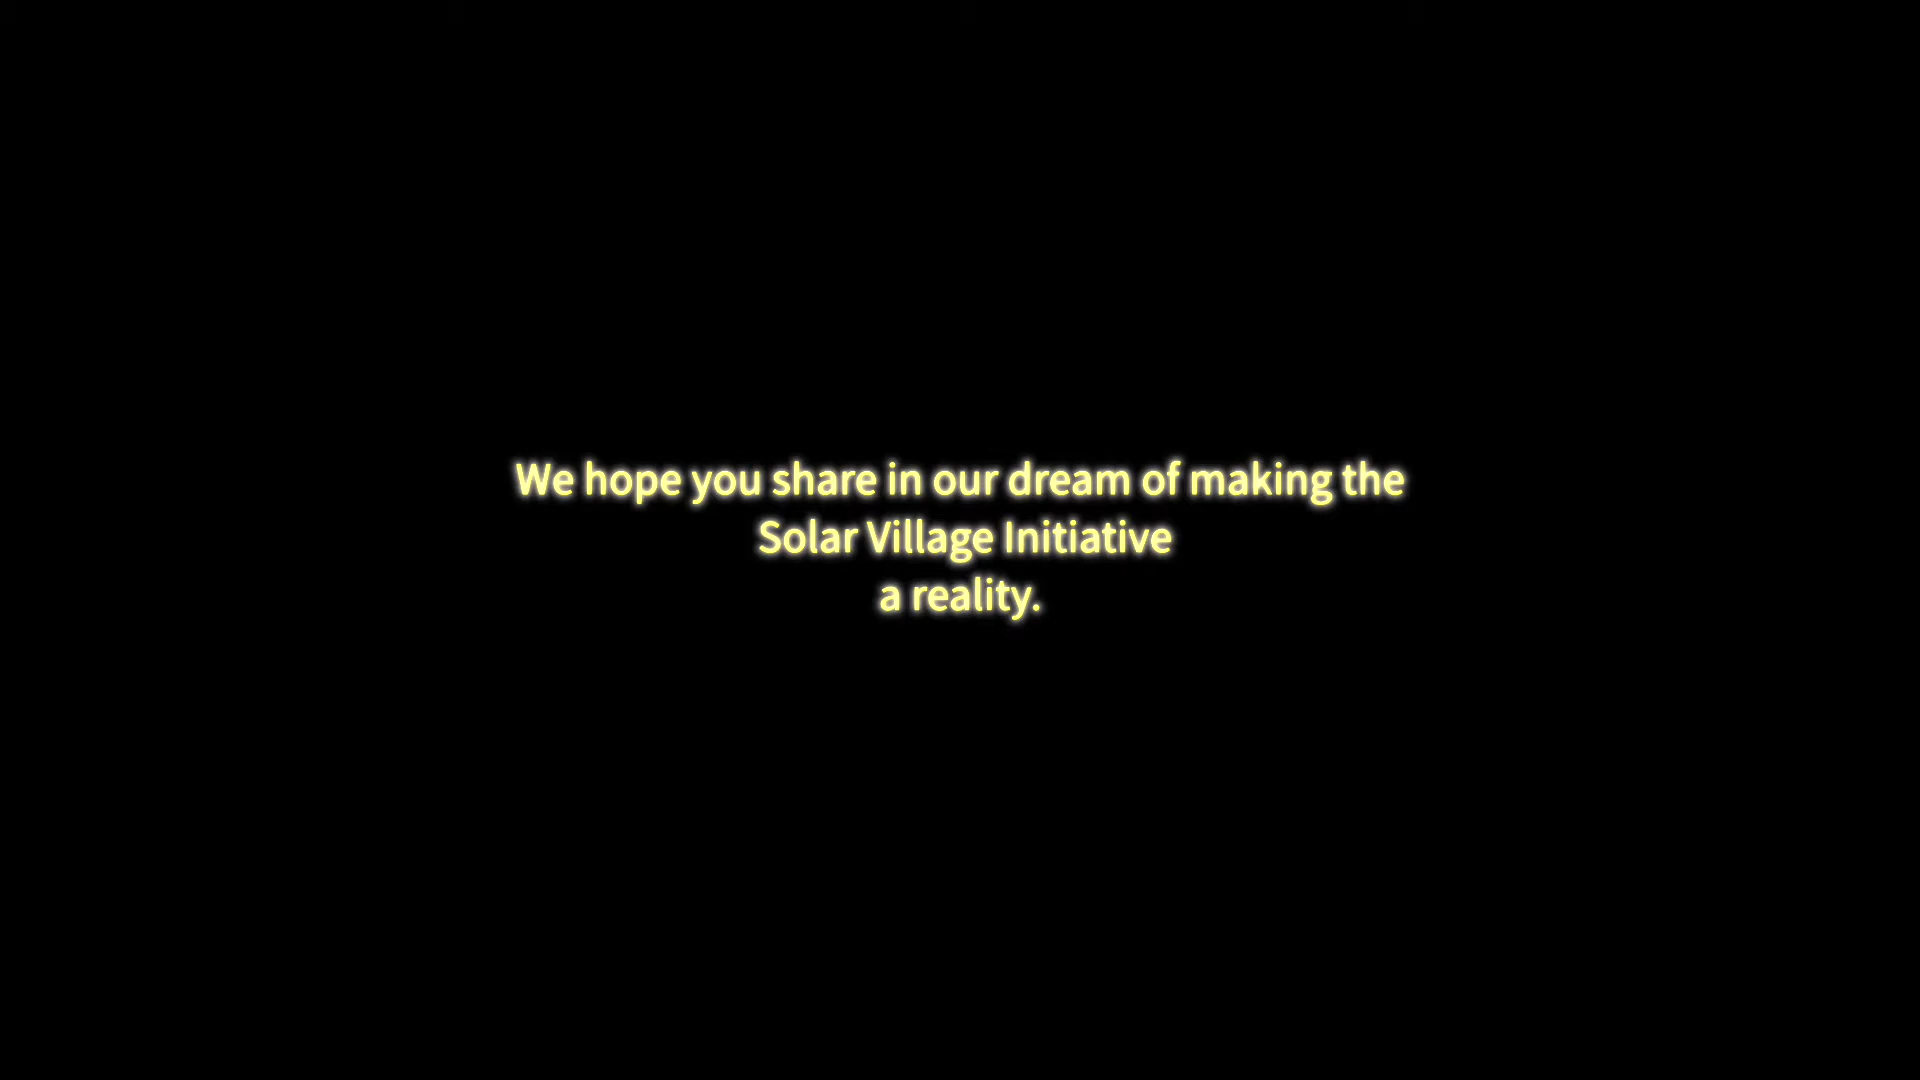 We hope you share in our dream of making the
Solar Village Initiative
a reality.